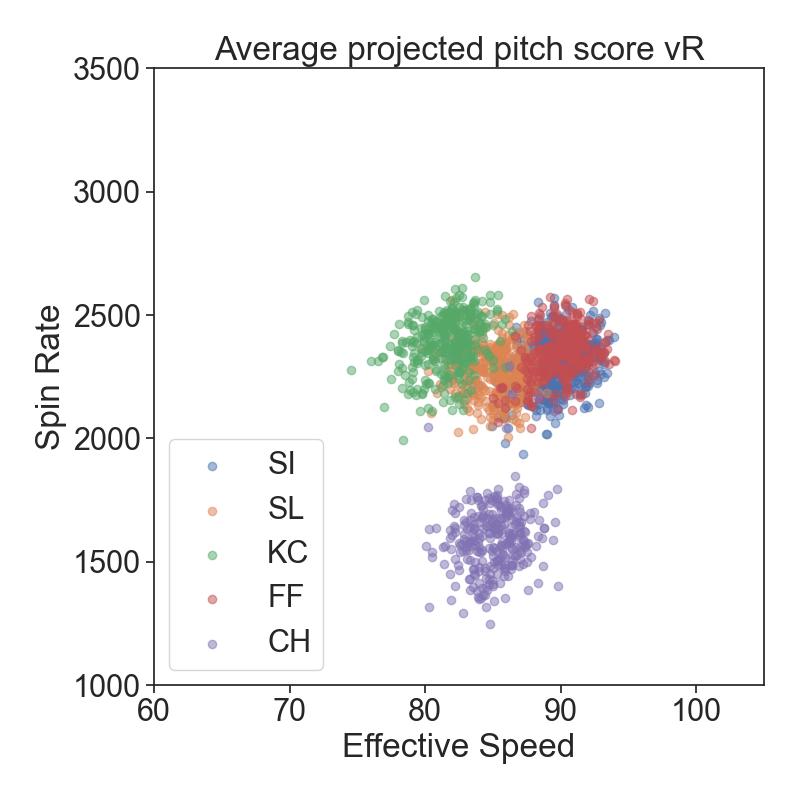 Average projected pitch score vR
3500
3000
2500
2000
1500
1000
Spin Rate
SI
SL
KC
FF
CH
60 70 80 90 100
Effective Speed